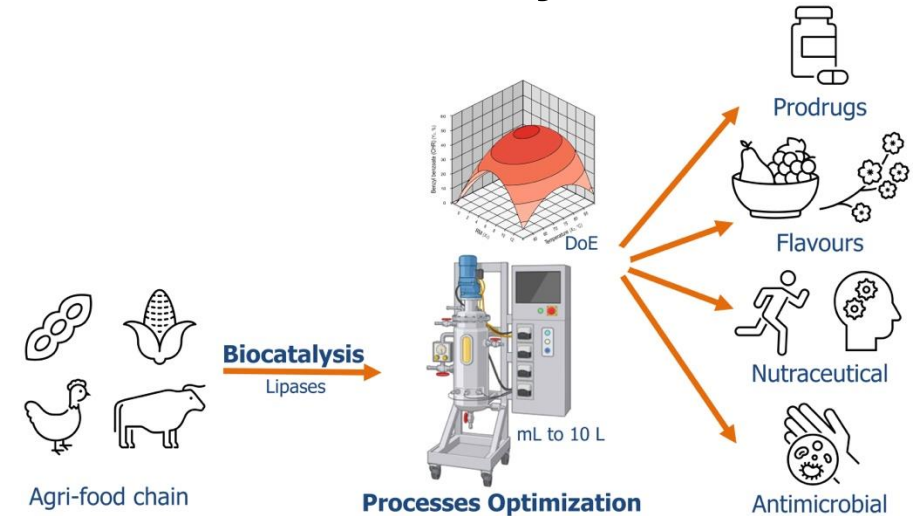 Prodrugs
Flavours
DoE
Biocatalysis
Lipases
Nutraceutical
mL to 10 L
Agri-food chain
Processes Optimization
Antimicrobial